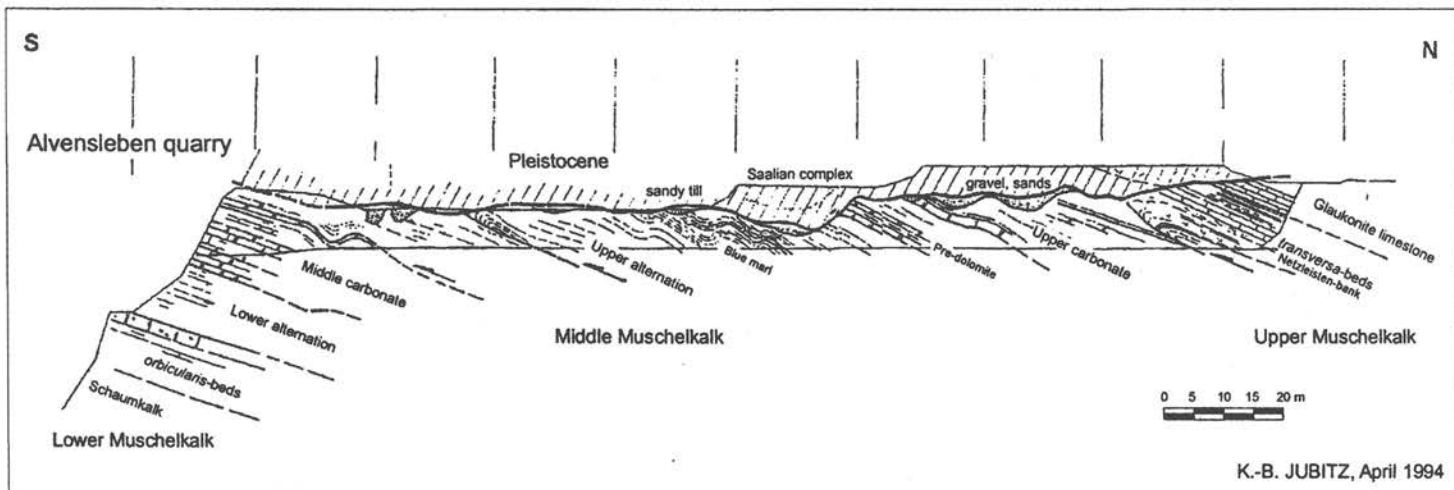 S
N
Alvensleben quarry
Pleistocene
Saalian complex
sandy till
gravel, sands
Glaukonite limestone
transversa-beds
Netzleisten-bank
Upper carbonate
Pre-dolomite
Blue marl
Upper alternation
Middle carbonale
Lower alternation
orbicularis-beds
Schaumkalk
Middle Muschelkalk
Upper Muschelkalk
Lower Muschelkalk
0 5 10 15 20 m
K.-B. JUBITZ, April 1994